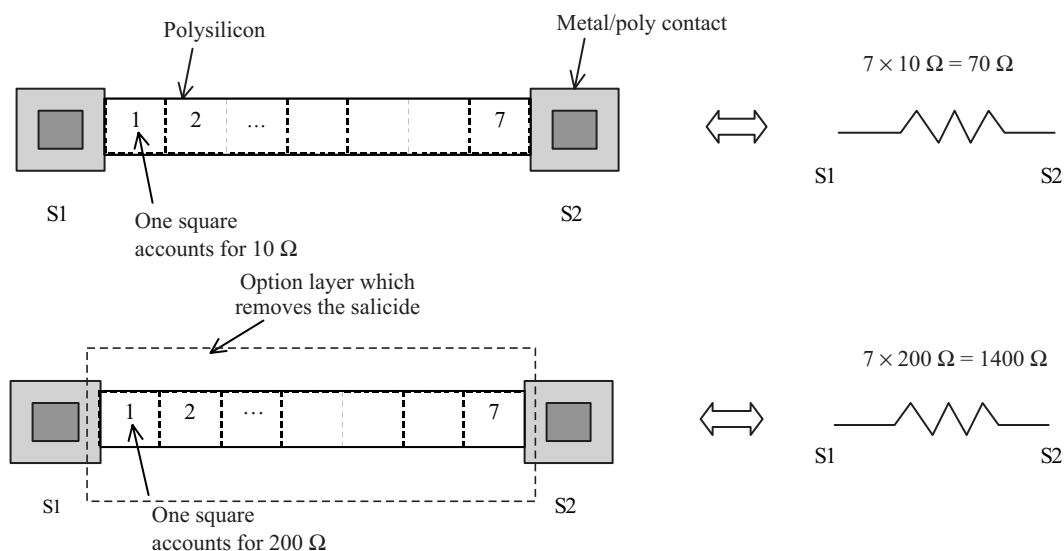 Polysilicon
Metal/poly contact
7 × 10 Ω = 70 Ω
1 2 ... 7
S1 S2
S1 S2
One square
accounts for 10 Ω
Option layer which
removes the salicide
7 × 200 Ω = 1400 Ω
1 2 ... 7
S1 S2
S1 S2
One square
accounts for 200 Ω